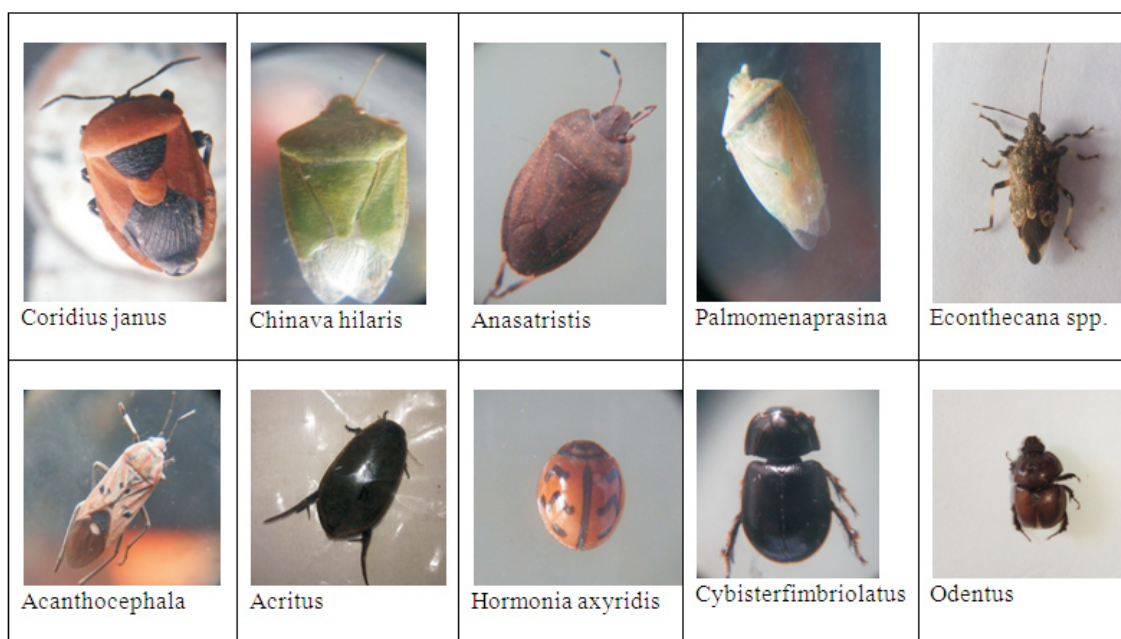 Coridius janus
Chinava hilaris
Anasatristis
Palmomenaprasina
Econthecana spp.
Acanthocephala
Acritus
Hormonia axyridis
Cybisterfimbriolatus
Odentus